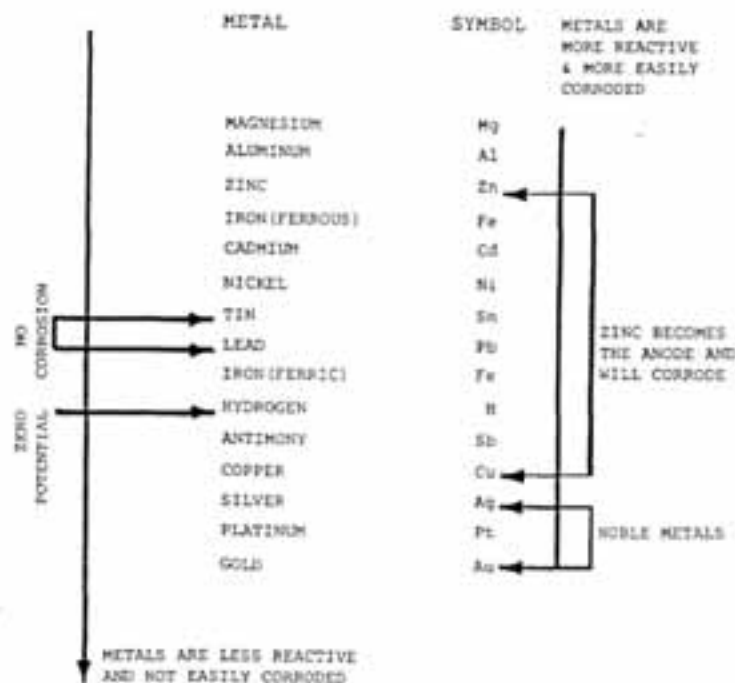 METAL SYMBOL METALS ARE
MORE REACTIVE
& MORE EASILY
CORRODED
MAGNESIUM Mg
ALUMINUM Al
ZINC Zn
IRON(FERROUS) Fe
CADMIUM Cd
NICKEL Ni
TIN Sn
LEAD Pb
IRON(FERRIC) Fe
HYDROGEN H
ANTIMONY Sb
COPPER Cu
SILVER Ag
PLATINUM Pt
GOLD Au
NO
CORROSION
ZERO
POTENTIAL
ZINC BECOMES
THE ANODE AND
WILL CORRODE
NOBLE METALS
METALS ARE LESS REACTIVE
AND NOT EASILY CORRODED